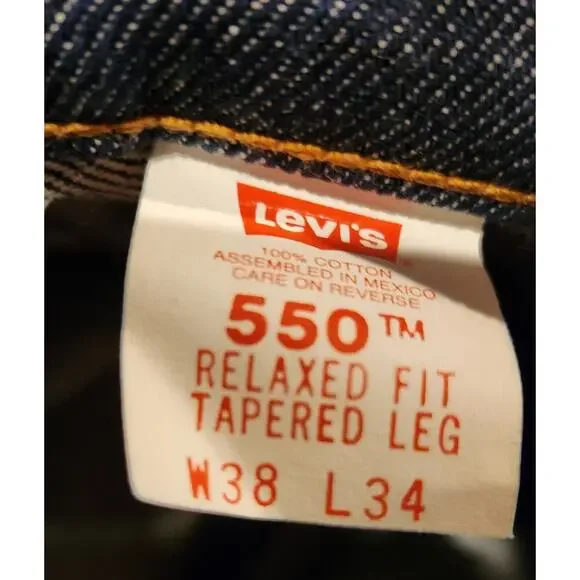 Levi's
100% COTTON
ASSEMBLED IN MEXICO
CARE ON REVERSE
550™
RELAXED FIT
TAPERED LEG
W38 L34